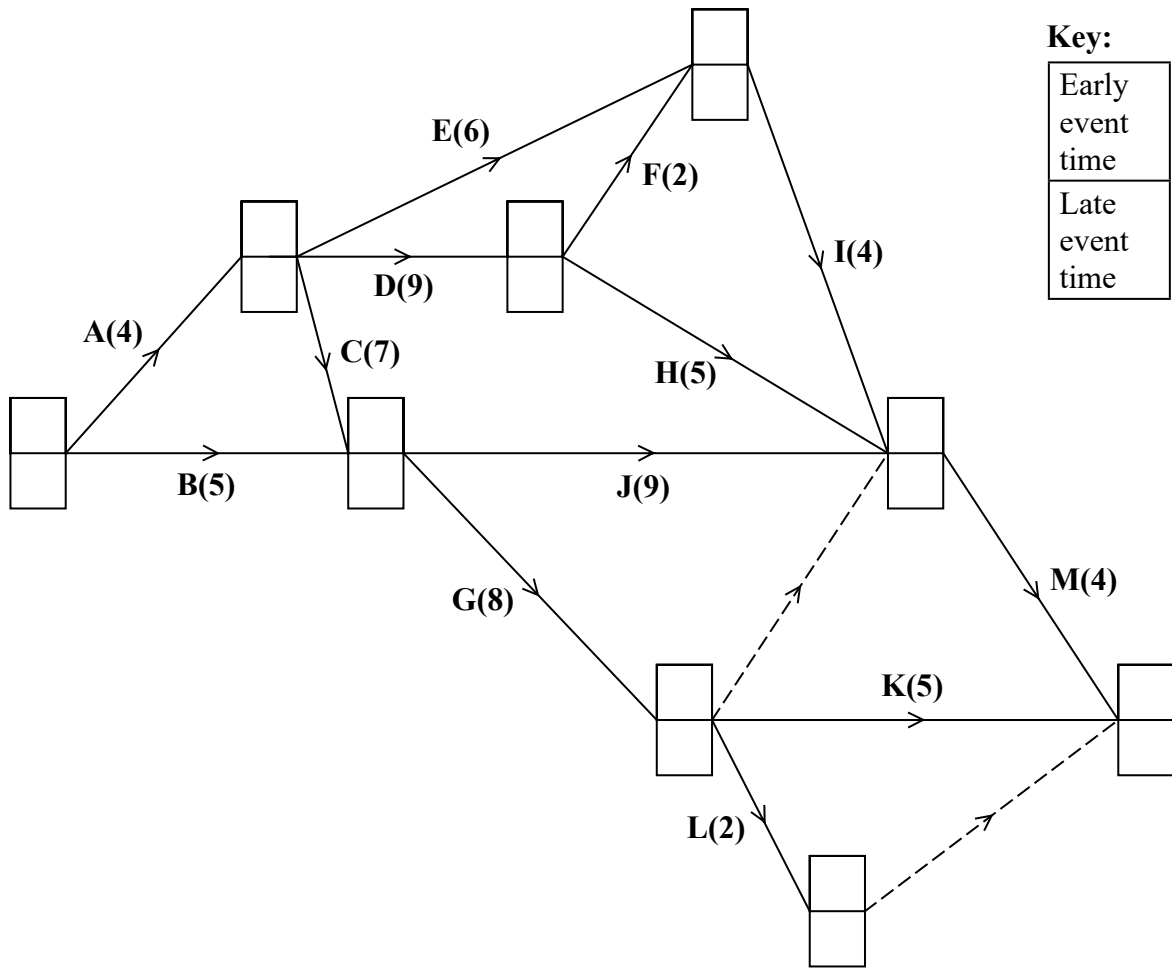 Key:
Early
event
time
Late
event
time
E(6)
F(2)
I(4)
D(9)
A(4)
C(7)
H(5)
B(5)
J(9)
G(8)
M(4)
K(5)
L(2)